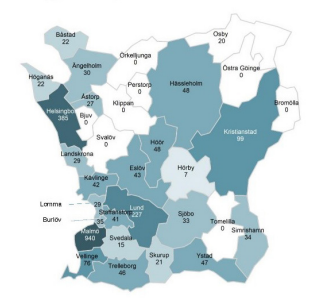 Båstad
22
Örkelljunga
0
Osby
20
Ängelholm
30
Östra Göinge
0
Höganäs
22
Perstorp
0
Hässleholm
48
Åstorp
27
Klippan
0
Bromölla
0
Helsingborg
385
Bjuv
0
Kristianstad
99
Svalöv
0
Landskrona
29
Höör
48
Eslöv
43
Hörby
7
Kävlinge
42
Lomma
29
Lund
227
Staffanstorp
41
Burlöv
35
Sjöbo
33
Tomelilla
0
Simrishamn
34
Malmö
940
Svedala
15
Skurup
21
Ystad
47
Vellinge
76
Trelleborg
46